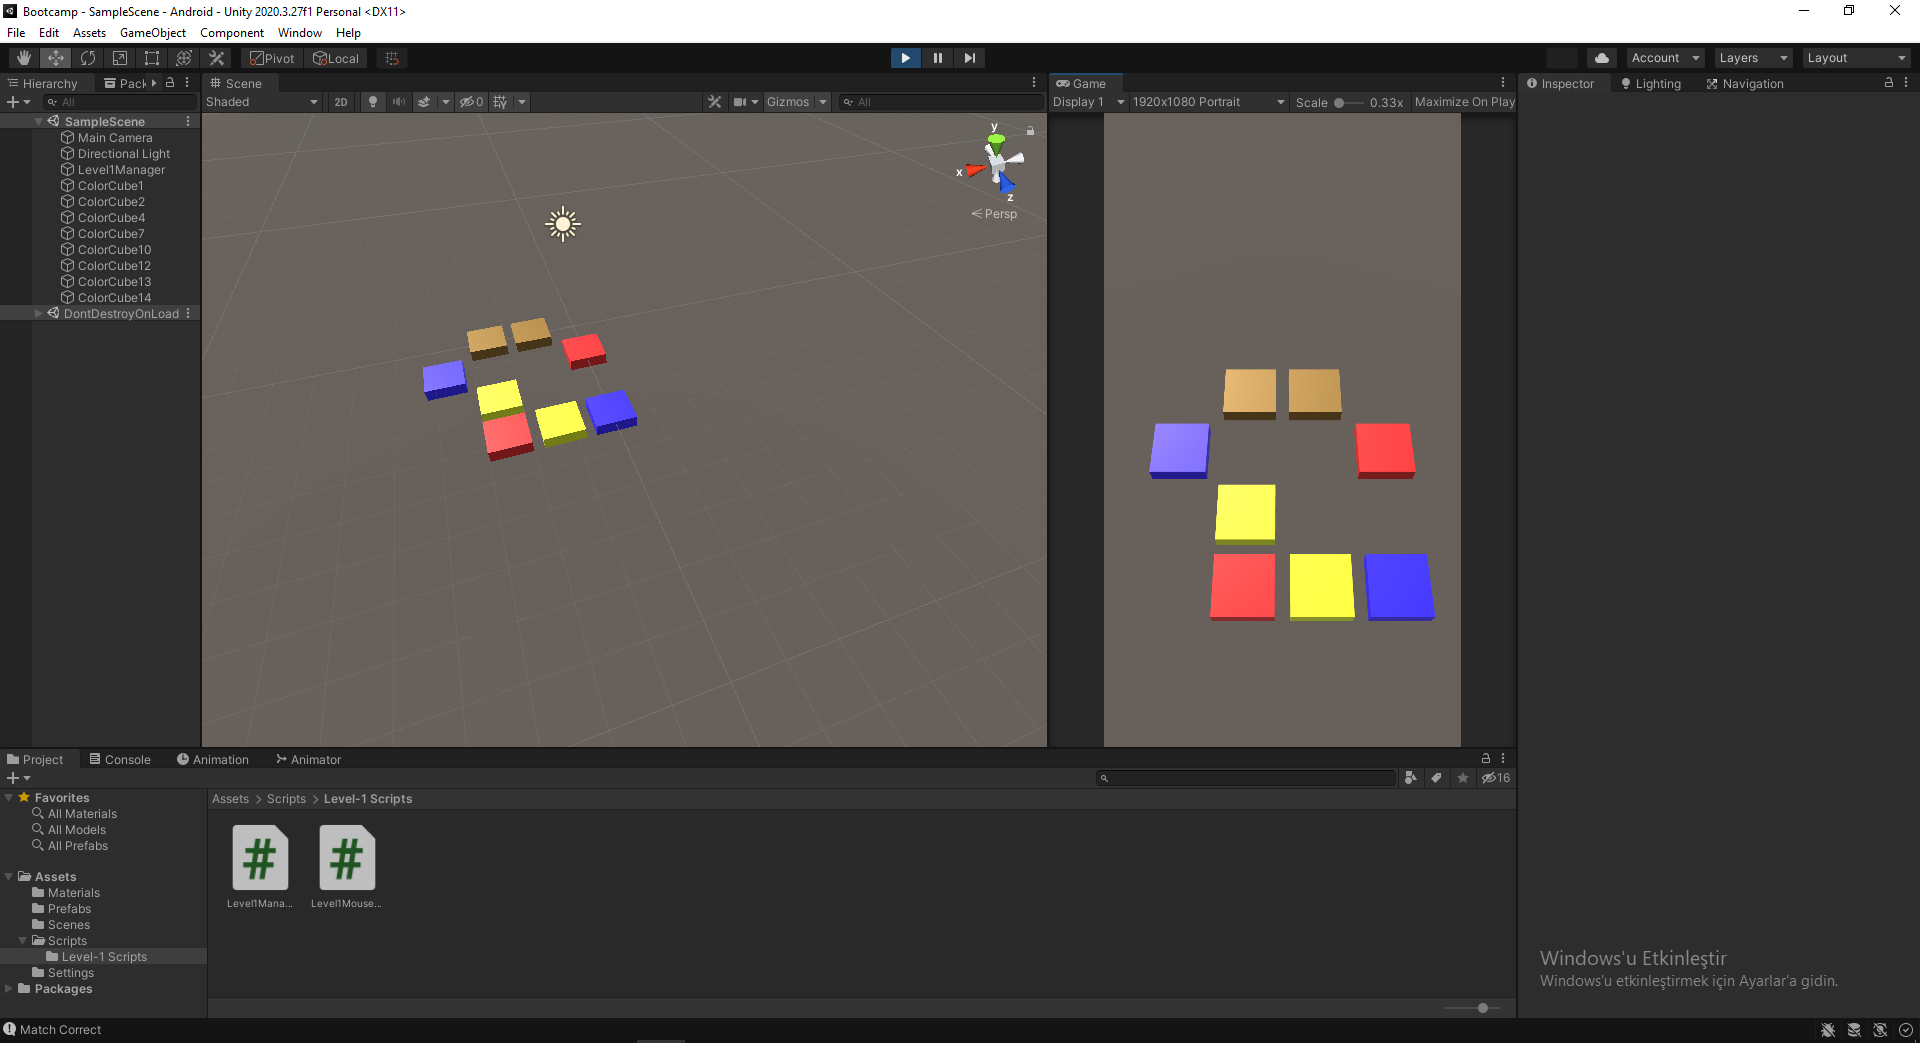 Bootcamp - SampleScene - Android - Unity 2020.3.27f1 Personal <DX11>
File Edit Assets GameObject Component Window Help
Pivot Local
Account Layers Layout
Hierarchy Pack
All
SampleScene
Main Camera
Directional Light
Level1Manager
ColorCube1
ColorCube2
ColorCube4
ColorCube7
ColorCube10
ColorCube12
ColorCube13
ColorCube14
DontDestroyOnLoad
Scene
Shaded 2D 0 Gizmos All
y
x
z
Persp
Game
Display 1 1920x1080 Portrait Scale 0.33x Maximize On Play
Inspector Lighting Navigation
Project Console Animation Animator
16
Favorites
All Materials
All Models
All Prefabs
Assets
Materials
Prefabs
Scenes
Scripts
Level-1 Scripts
Settings
Packages
Assets > Scripts > Level-1 Scripts
# #
Level1Mana... Level1Mouse...
Windows'u Etkinleştir
Windows'u etkinleştirmek için Ayarlar'a gidin.
Match Correct